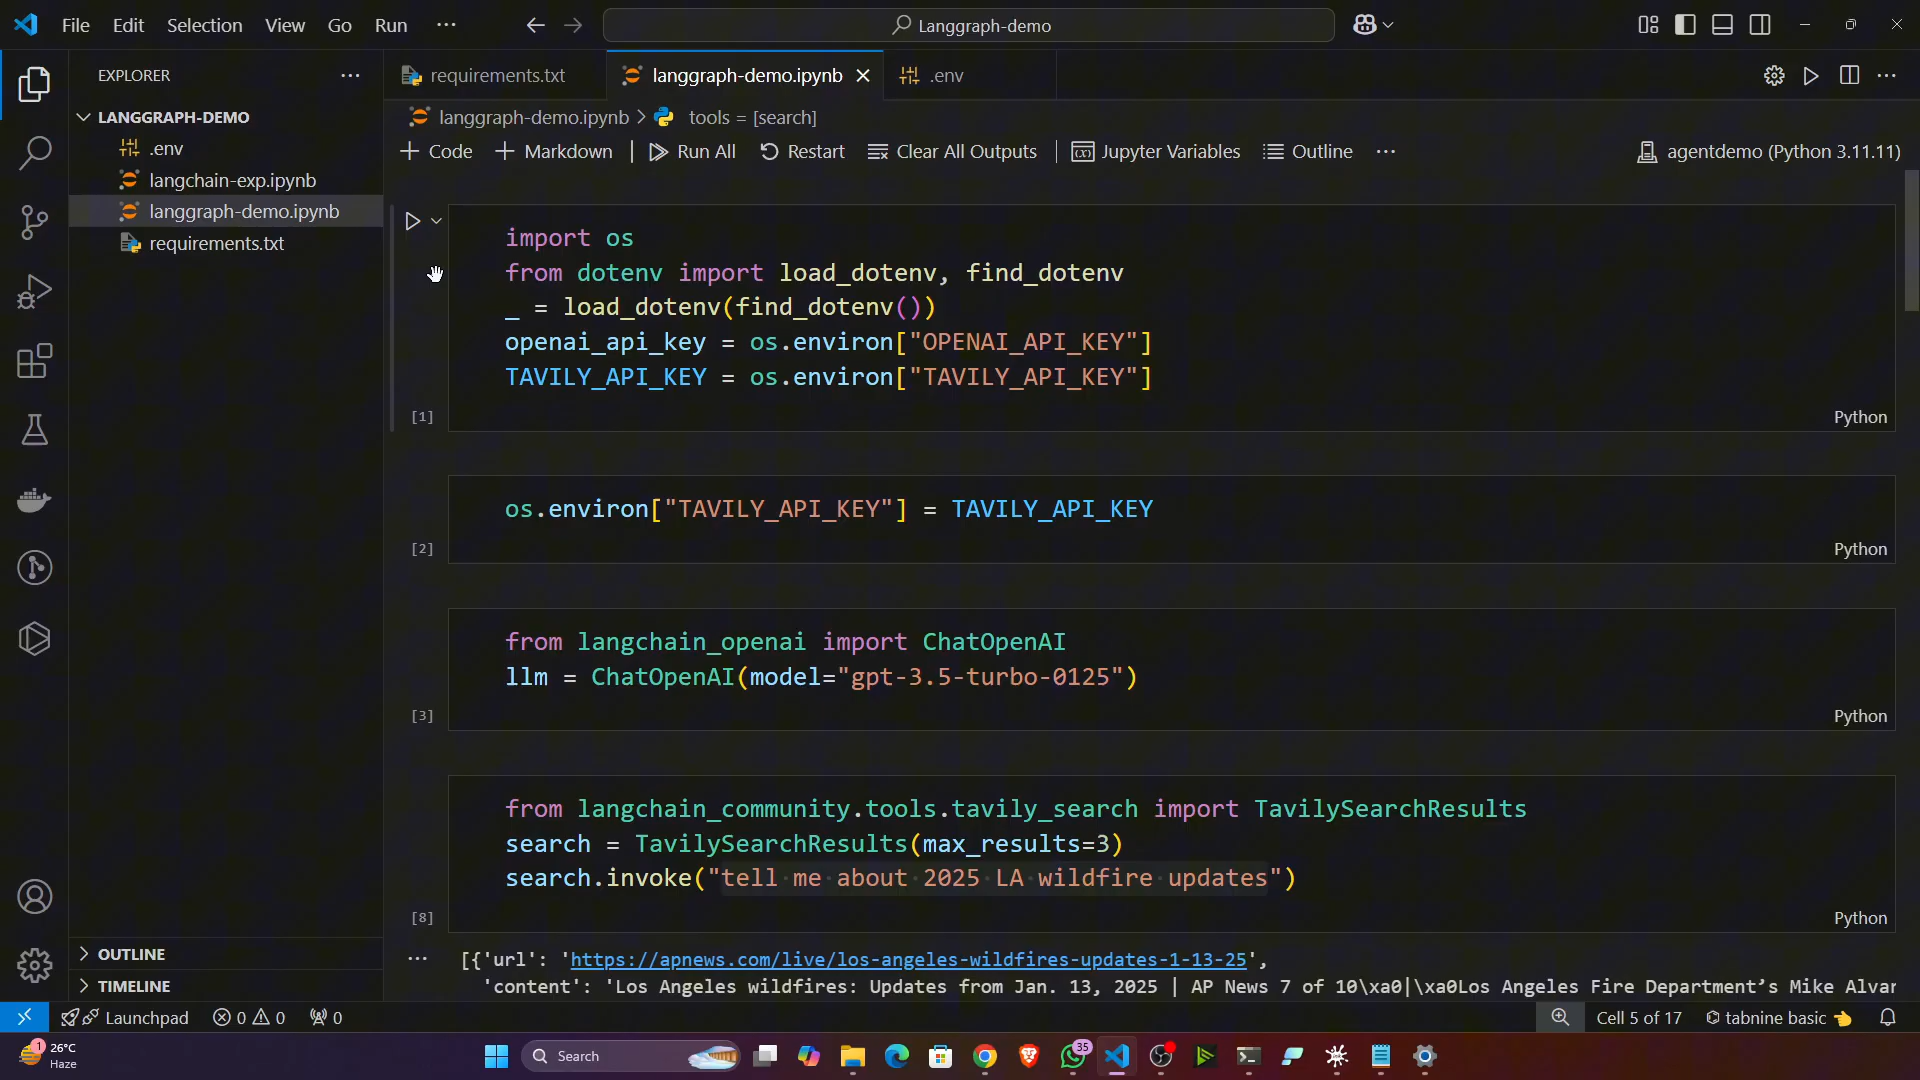 File Edit Selection View Go Run ···
Langgraph-demo
EXPLORER ···
requirements.txt
langgraph-demo.ipynb
.env
LANGGRAPH-DEMO
.env
langchain-exp.ipynb
langgraph-demo.ipynb
requirements.txt
langgraph-demo.ipynb > tools = [search]
+ Code + Markdown | Run All Restart Clear All Outputs | Jupyter Variables Outline ···
agentdemo (Python 3.11.11)
import os
from dotenv import load_dotenv, find_dotenv
_ = load_dotenv(find_dotenv())
openai_api_key = os.environ["OPENAI_API_KEY"]
TAVILY_API_KEY = os.environ["TAVILY_API_KEY"]
[1] Python
os.environ["TAVILY_API_KEY"] = TAVILY_API_KEY
[2] Python
from langchain_openai import ChatOpenAI
llm = ChatOpenAI(model="gpt-3.5-turbo-0125")
[3] Python
from langchain_community.tools.tavily_search import TavilySearchResults
search = TavilySearchResults(max_results=3)
search.invoke("tell me about 2025 LA wildfire updates")
[8] Python
··· [{'url': 'https://apnews.com/live/los-angeles-wildfires-updates-1-13-25',
'content': 'Los Angeles wildfires: Updates from Jan. 13, 2025 | AP News 7 of 10\xa0|\xa0Los Angeles Fire Department's Mike Alvar
OUTLINE
TIMELINE
Launchpad 0 0 0
Cell 5 of 17 tabnine basic
1 26°C
Haze
Search
35